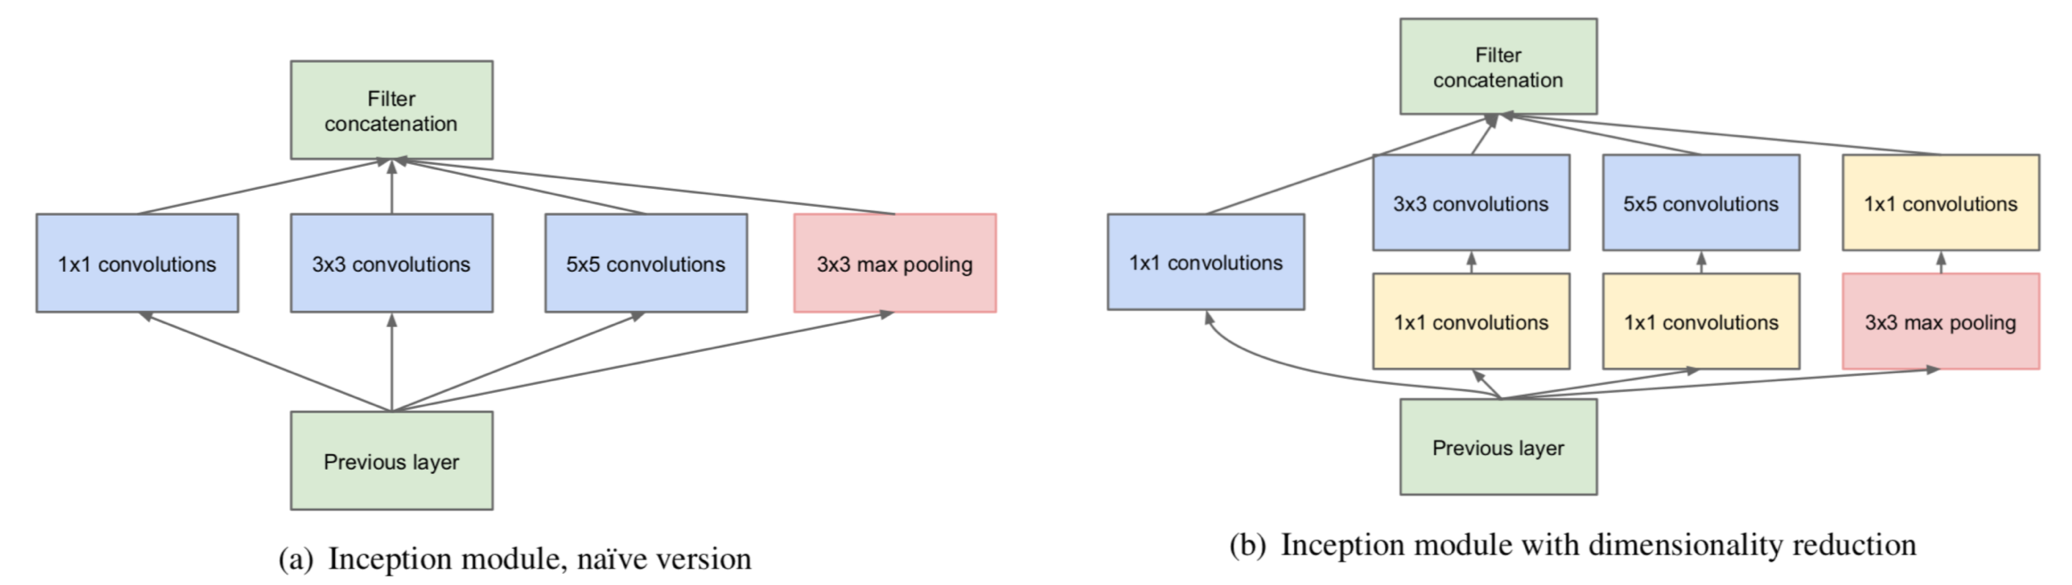 Filter
concatenation
1x1 convolutions
3x3 convolutions
5x5 convolutions
3x3 max pooling
Previous layer
(a) Inception module, naïve version
Filter
concatenation
3x3 convolutions
5x5 convolutions
1x1 convolutions
1x1 convolutions
1x1 convolutions
1x1 convolutions
3x3 max pooling
Previous layer
(b) Inception module with dimensionality reduction